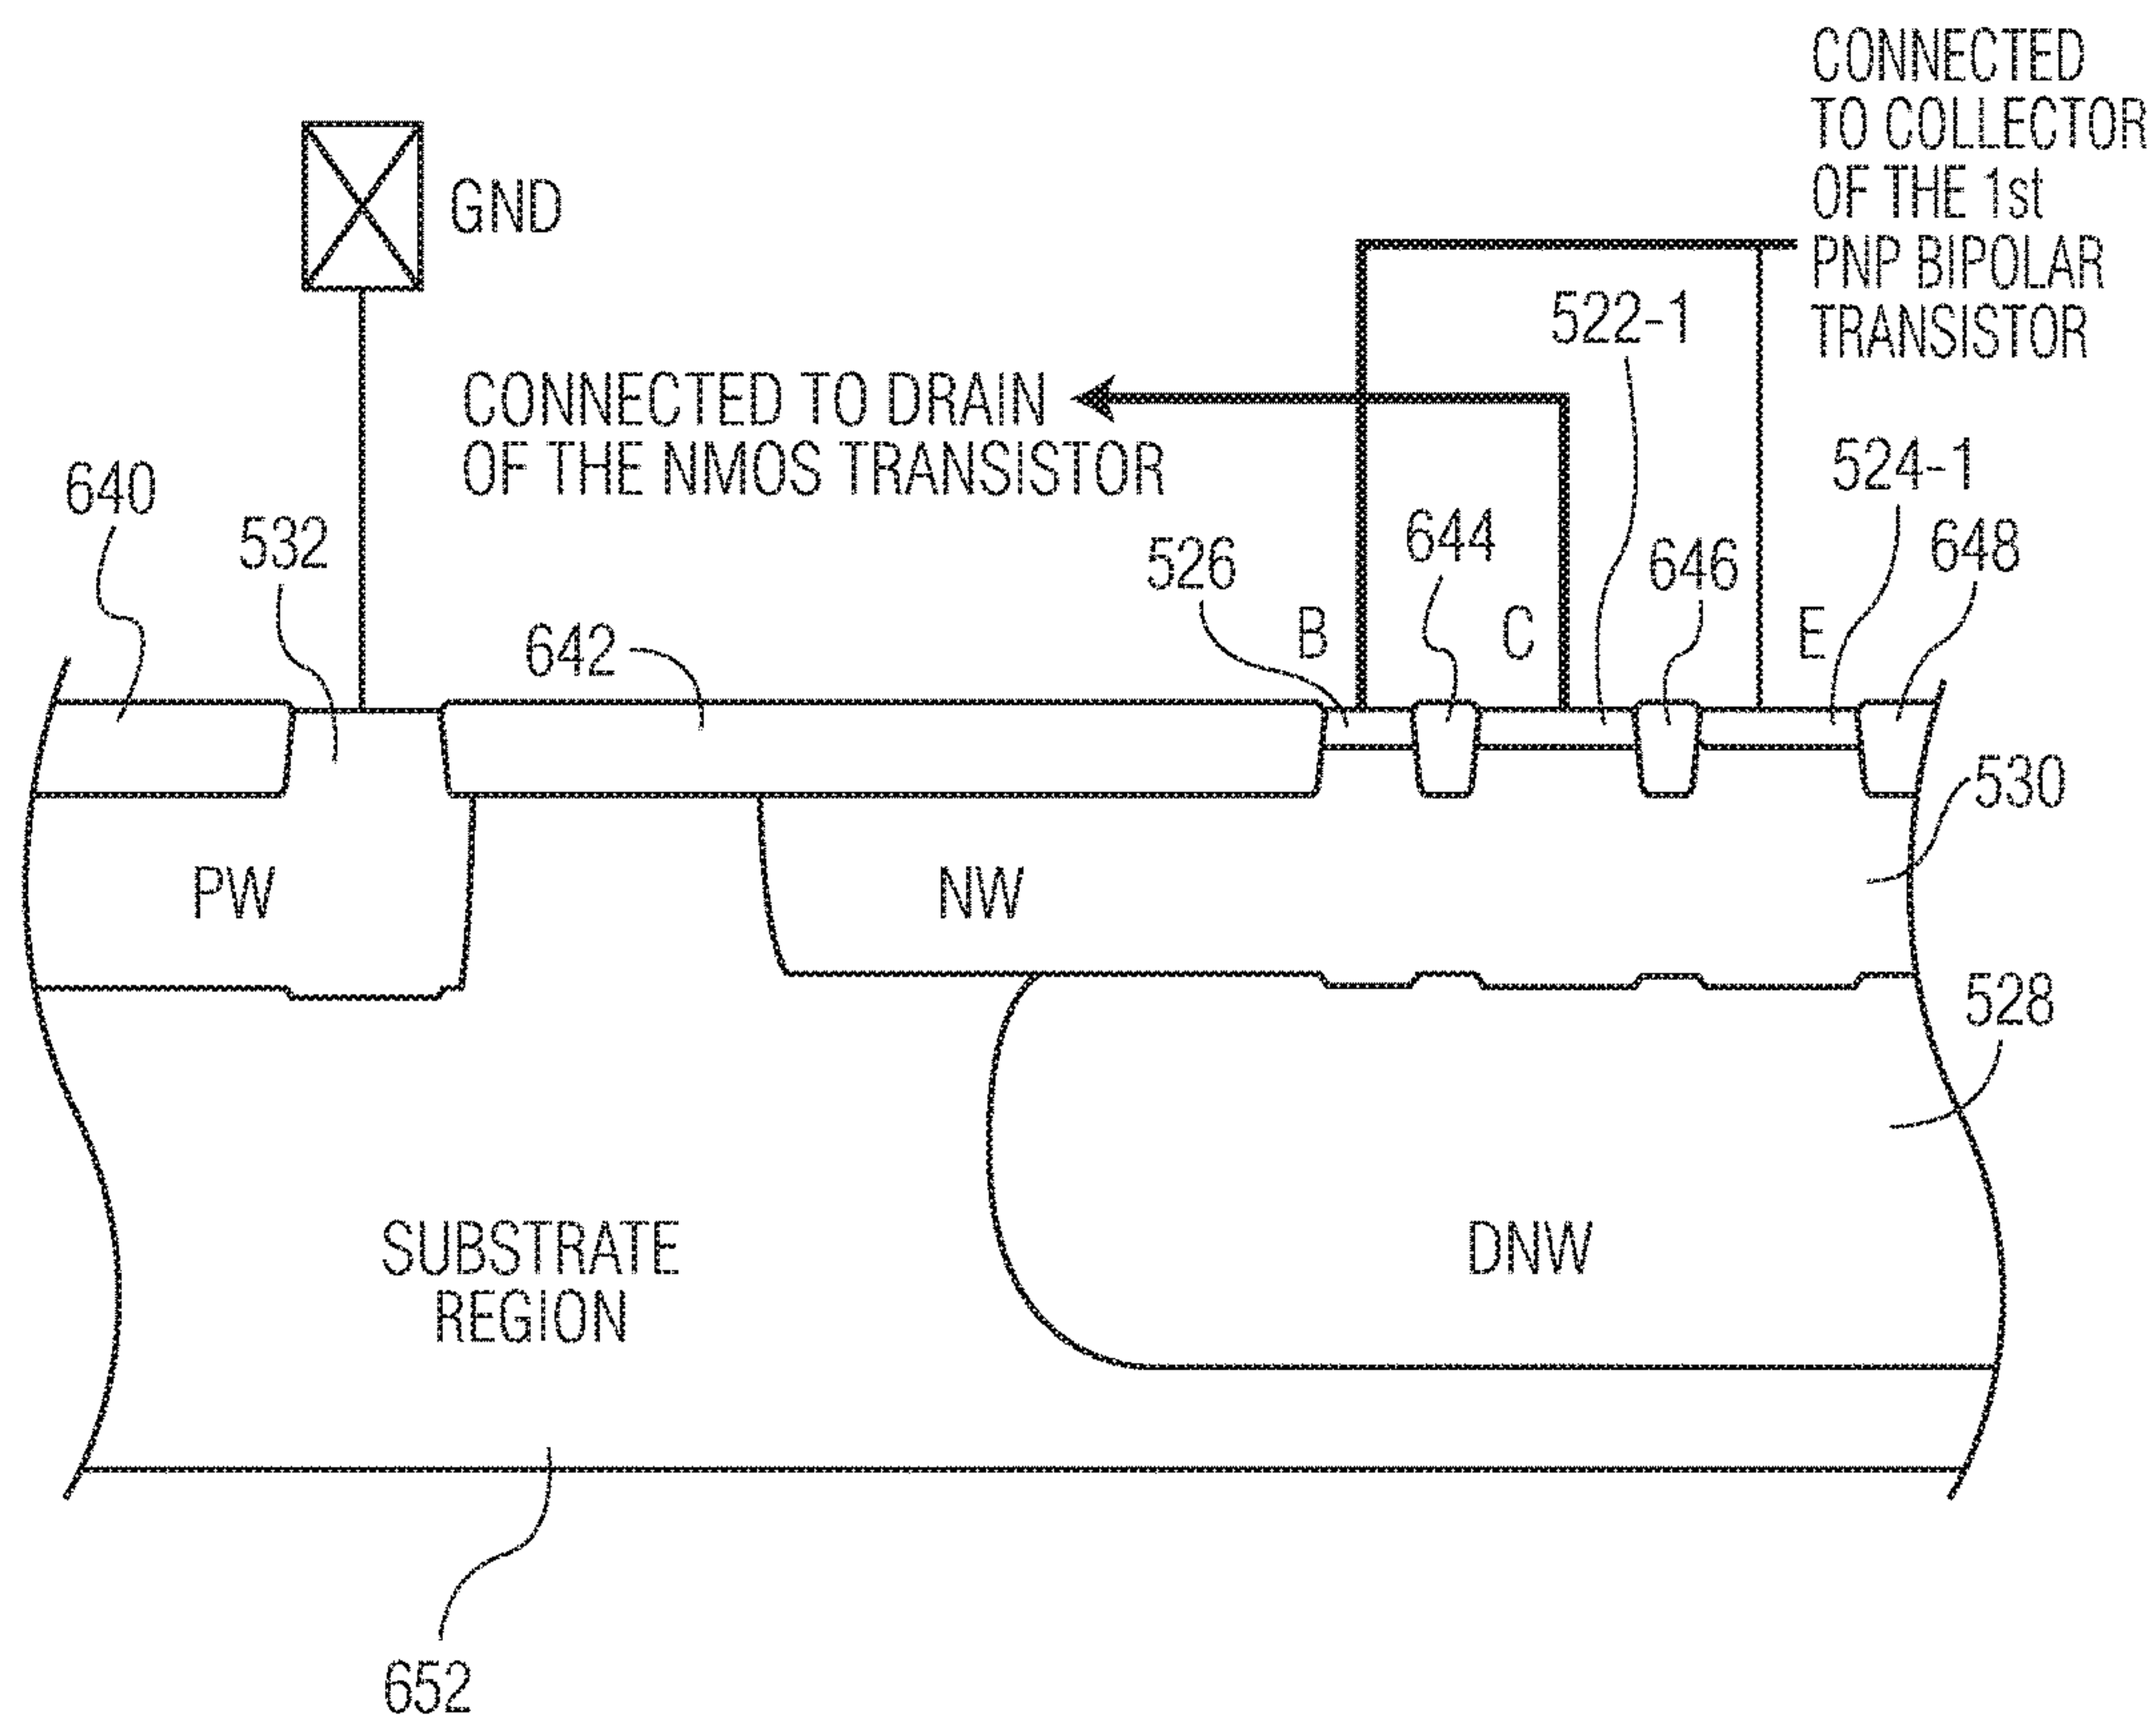 CONNECTED
TO COLLECTOR
OF THE 1st
PNP BIPOLAR
TRANSISTOR
GND
522-1
CONNECTED TO DRAIN
OF THE NMOS TRANSISTOR
524-1
640
532
526
644
646
648
642
B
C
E
530
PW
NW
528
SUBSTRATE
REGION
DNW
652